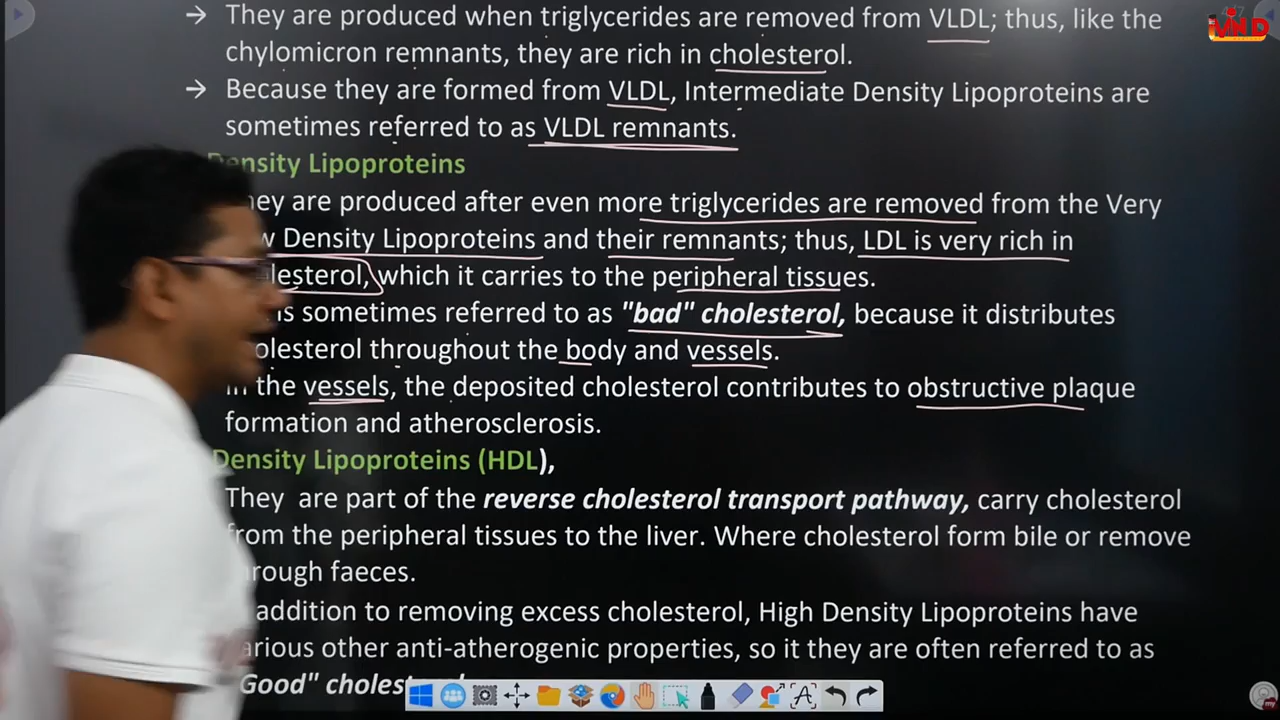 → They are produced when triglycerides are removed from VLDL; thus, like the
chylomicron remnants, they are rich in cholesterol.
→ Because they are formed from VLDL, Intermediate Density Lipoproteins are
sometimes referred to as VLDL remnants.
Density Lipoproteins
hey are produced after even more triglycerides are removed from the Very
w Density Lipoproteins and their remnants; thus, LDL is very rich in
lesterol, which it carries to the peripheral tissues.
is sometimes referred to as "bad" cholesterol, because it distributes
olesterol throughout the body and vessels.
In the vessels, the deposited cholesterol contributes to obstructive plaque
formation and atherosclerosis.
Density Lipoproteins (HDL),
They are part of the reverse cholesterol transport pathway, carry cholesterol
from the peripheral tissues to the liver. Where cholesterol form bile or remove
hrough faeces.
addition to removing excess cholesterol, High Density Lipoproteins have
arious other anti-atherogenic properties, so it they are often referred to as
Good" choles